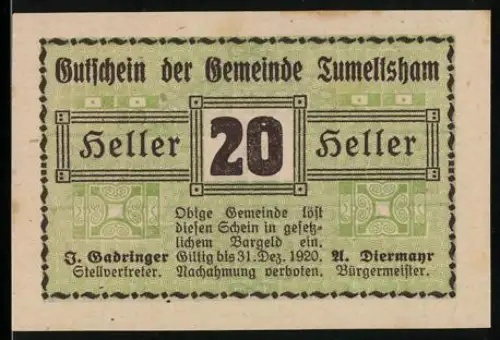 Gutschein der Gemeinde Tumeltsham
Heller 20 Heller
Obige Gemeinde löst
diesen Schein in gesetz-
lichem Bargeld ein.
J. Gadringer Giltig bis 31. Dez. 1920. A. Diermayr
Stellvertreter. Nachahmung verboten. Bürgermeister.